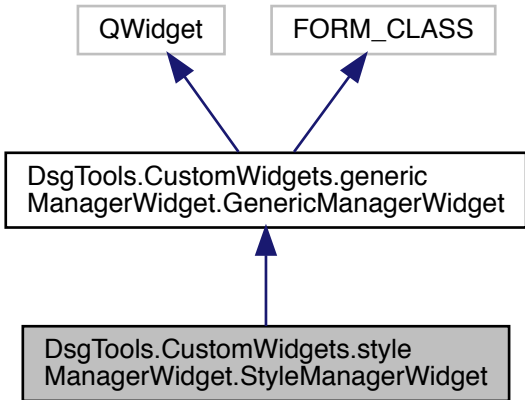 QWidget
FORM_CLASS
DsgTools.CustomWidgets.generic
ManagerWidget.GenericManagerWidget
DsgTools.CustomWidgets.style
ManagerWidget.StyleManagerWidget